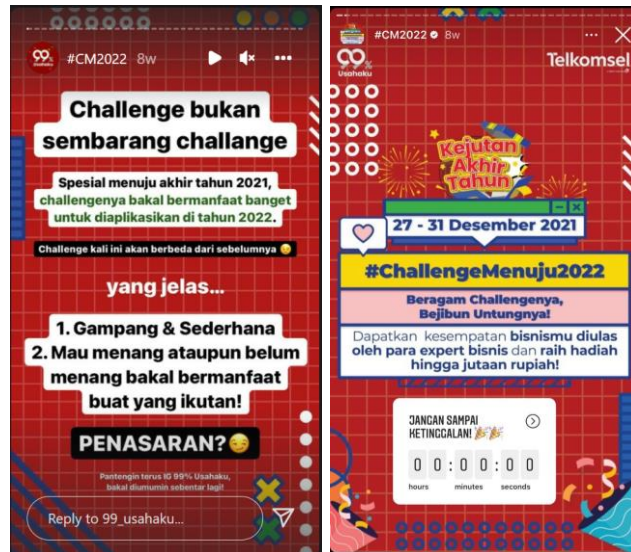 99%
#CM2022 8w
Challenge bukan
sembarang challange
Spesial menuju akhir tahun 2021,
challengenya bakal bermanfaat banget
untuk diaplikasikan di tahun 2022.
Challenge kali ini akan berbeda dari sebelumnya 😏
yang jelas...
1. Gampang & Sederhana
2. Mau menang ataupun belum
menang bakal bermanfaat
buat yang ikutan!
PENASARAN?😏
Pantengin terus IG 99% Usahaku,
bakal diumumin sebentar lagi!
Reply to 99_usahaku...
#CM2022 8w
99%
Usahaku
Telkomsel
Kejutan
Akhir
Tahun
27 - 31 Desember 2021
#ChallengeMenuju2022
Beragam Challengenya,
Bejibun Untungnya!
Dapatkan kesempatan bisnismu diulas
oleh para expert bisnis dan raih hadiah
hingga jutaan rupiah!
JANGAN SAMPAI
KETINGGALAN! 🎉🎉
00:00:00
hours minutes seconds